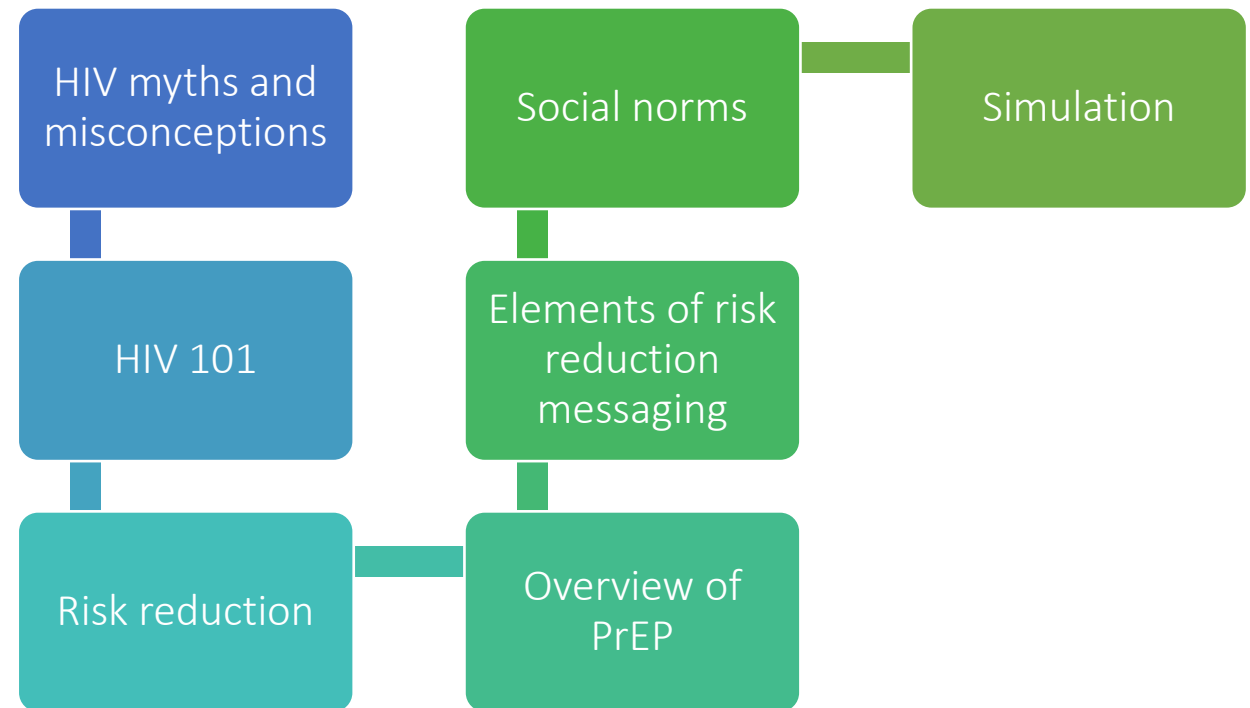 HIV myths and
misconceptions
HIV 101
Risk reduction
Overview of
PrEP
Elements of risk
reduction
messaging
Social norms
Simulation